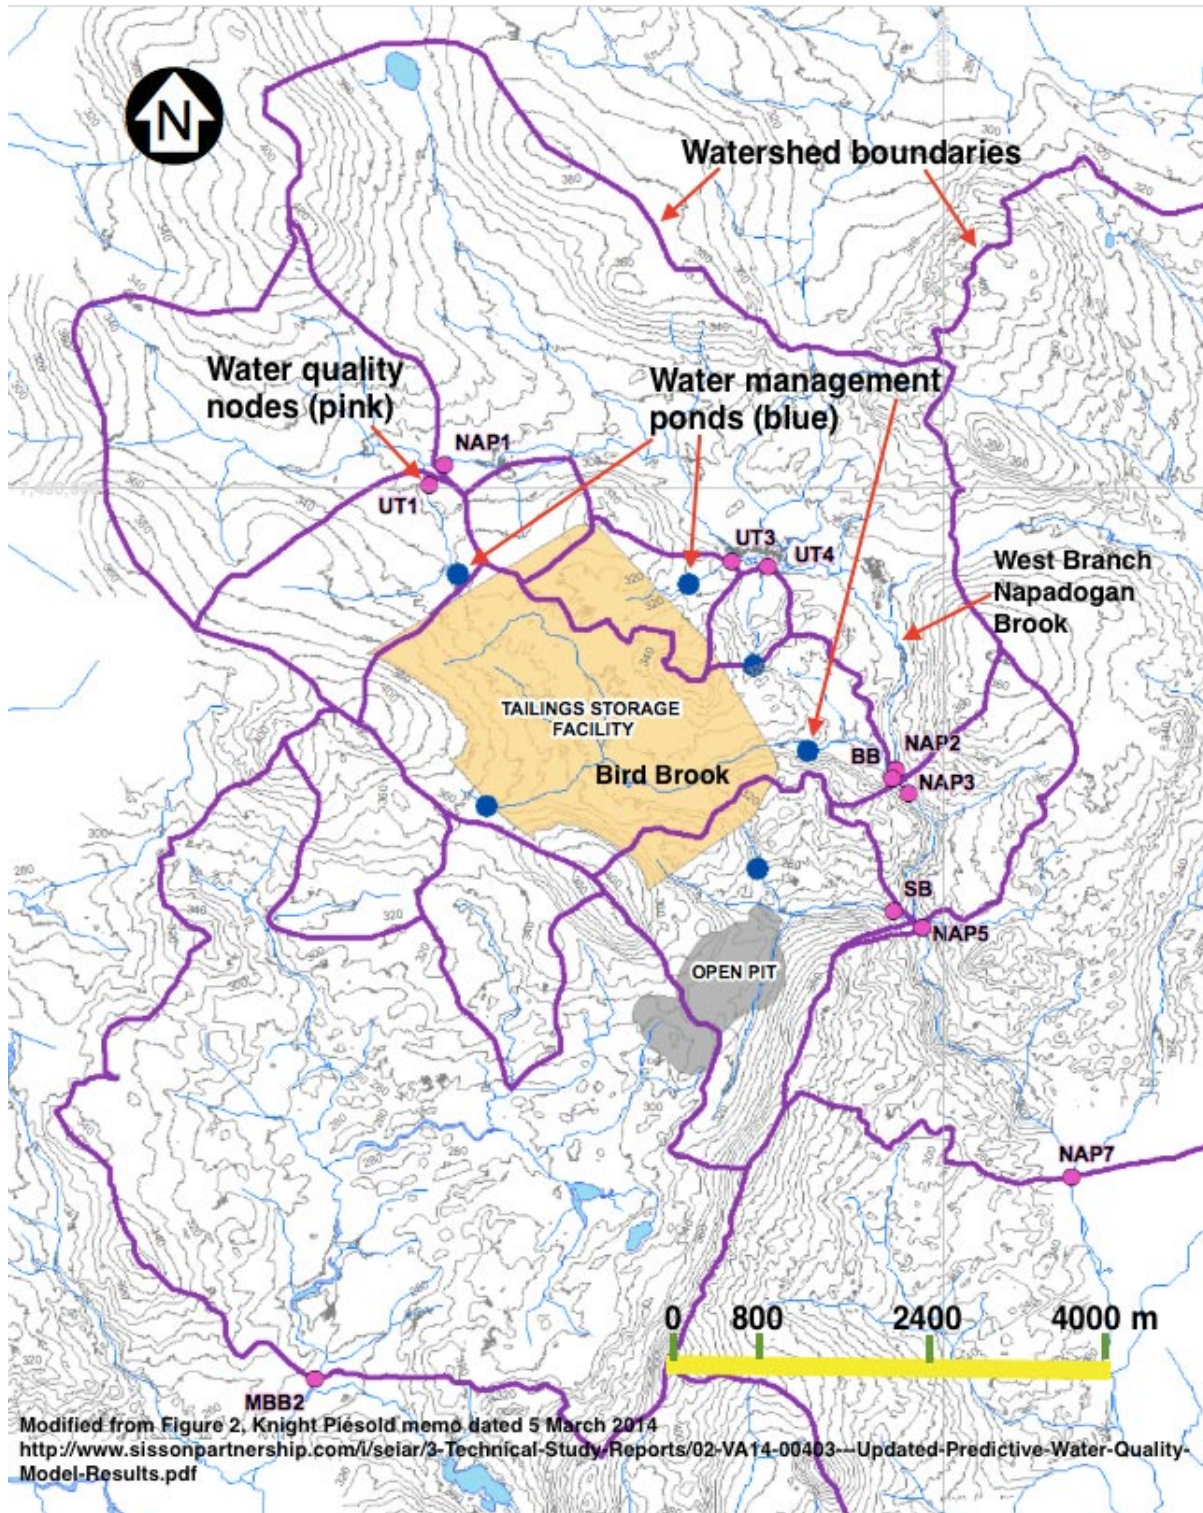 N
Watershed boundaries
Water quality
nodes (pink)
Water management
ponds (blue)
NAP1
UT1
UT3
UT4
West Branch
Napadogan
Brook
TAILINGS STORAGE
FACILITY
Bird Brook
BB
NAP2
NAP3
SB
NAP5
OPEN PIT
NAP7
0 800 2400 4000 m
MBB2
Modified from Figure 2, Knight Piésold memo dated 5 March 2014
http://www.sissonpartnership.com/i/seiar/3-Technical-Study-Reports/02-VA14-00403---Updated-Predictive-Water-Quality-
Model-Results.pdf